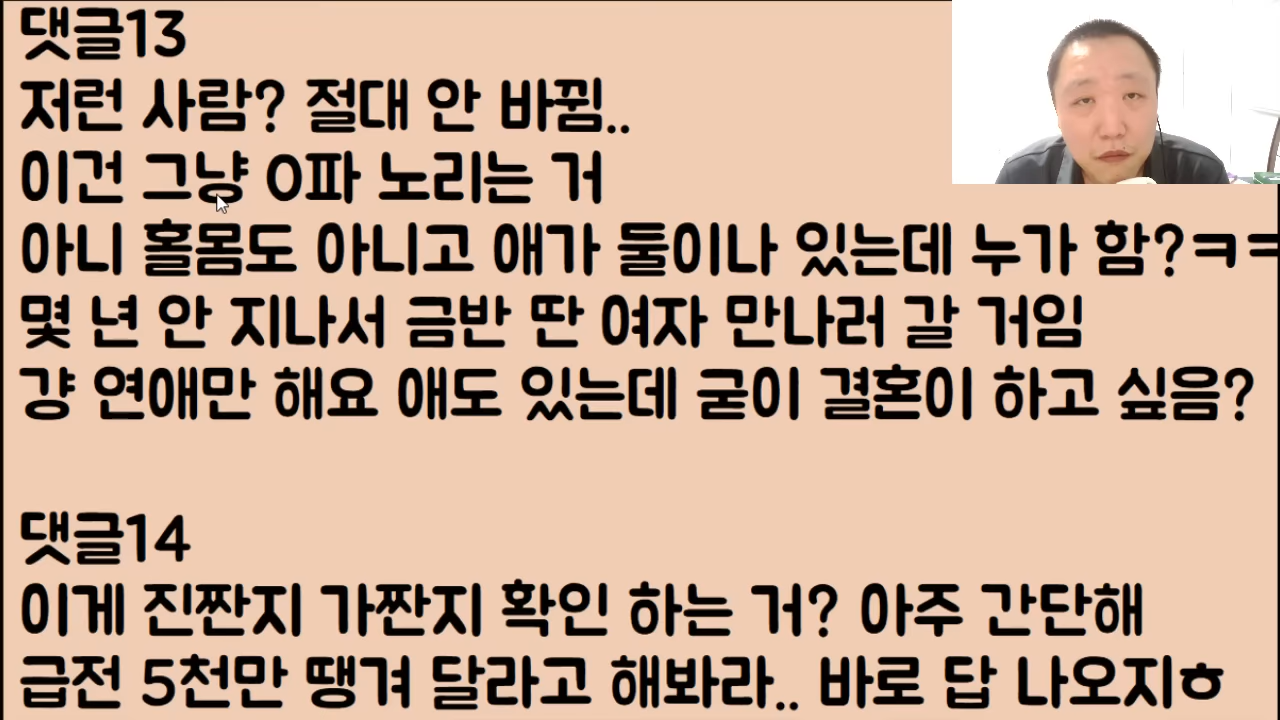 댓글13
저런 사람? 절대 안 바뀜..
이건 그냥 0파 노리는 거
아니 홀몸도 아니고 애가 둘이나 있는데 누가 함?ㅋㅋ
몇 년 안 지나서 금반 딴 여자 만나러 갈 거임
걍 연애만 해요 애도 있는데 굳이 결혼이 하고 싶음?
댓글14
이게 진짠지 가짠지 확인 하는 거? 아주 간단해
급전 5천만 땡겨 달라고 해봐라.. 바로 답 나오지ㅎ